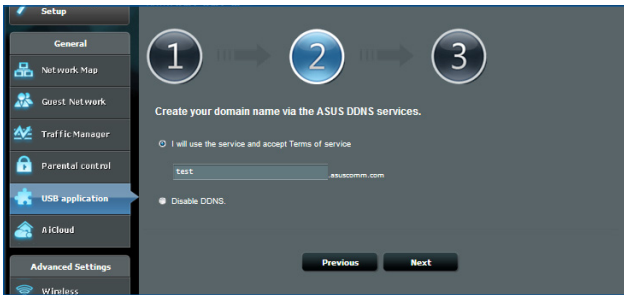 Setup
General
Network Map
Guest Network
Traffic Manager
Parental control
USB application
AiCloud
Advanced Settings
Wireless
1
2
3
Create your domain name via the ASUS DDNS services.
I will use the service and accept Terms of service
test .asuscomm.com
Disable DDNS.
Previous Next